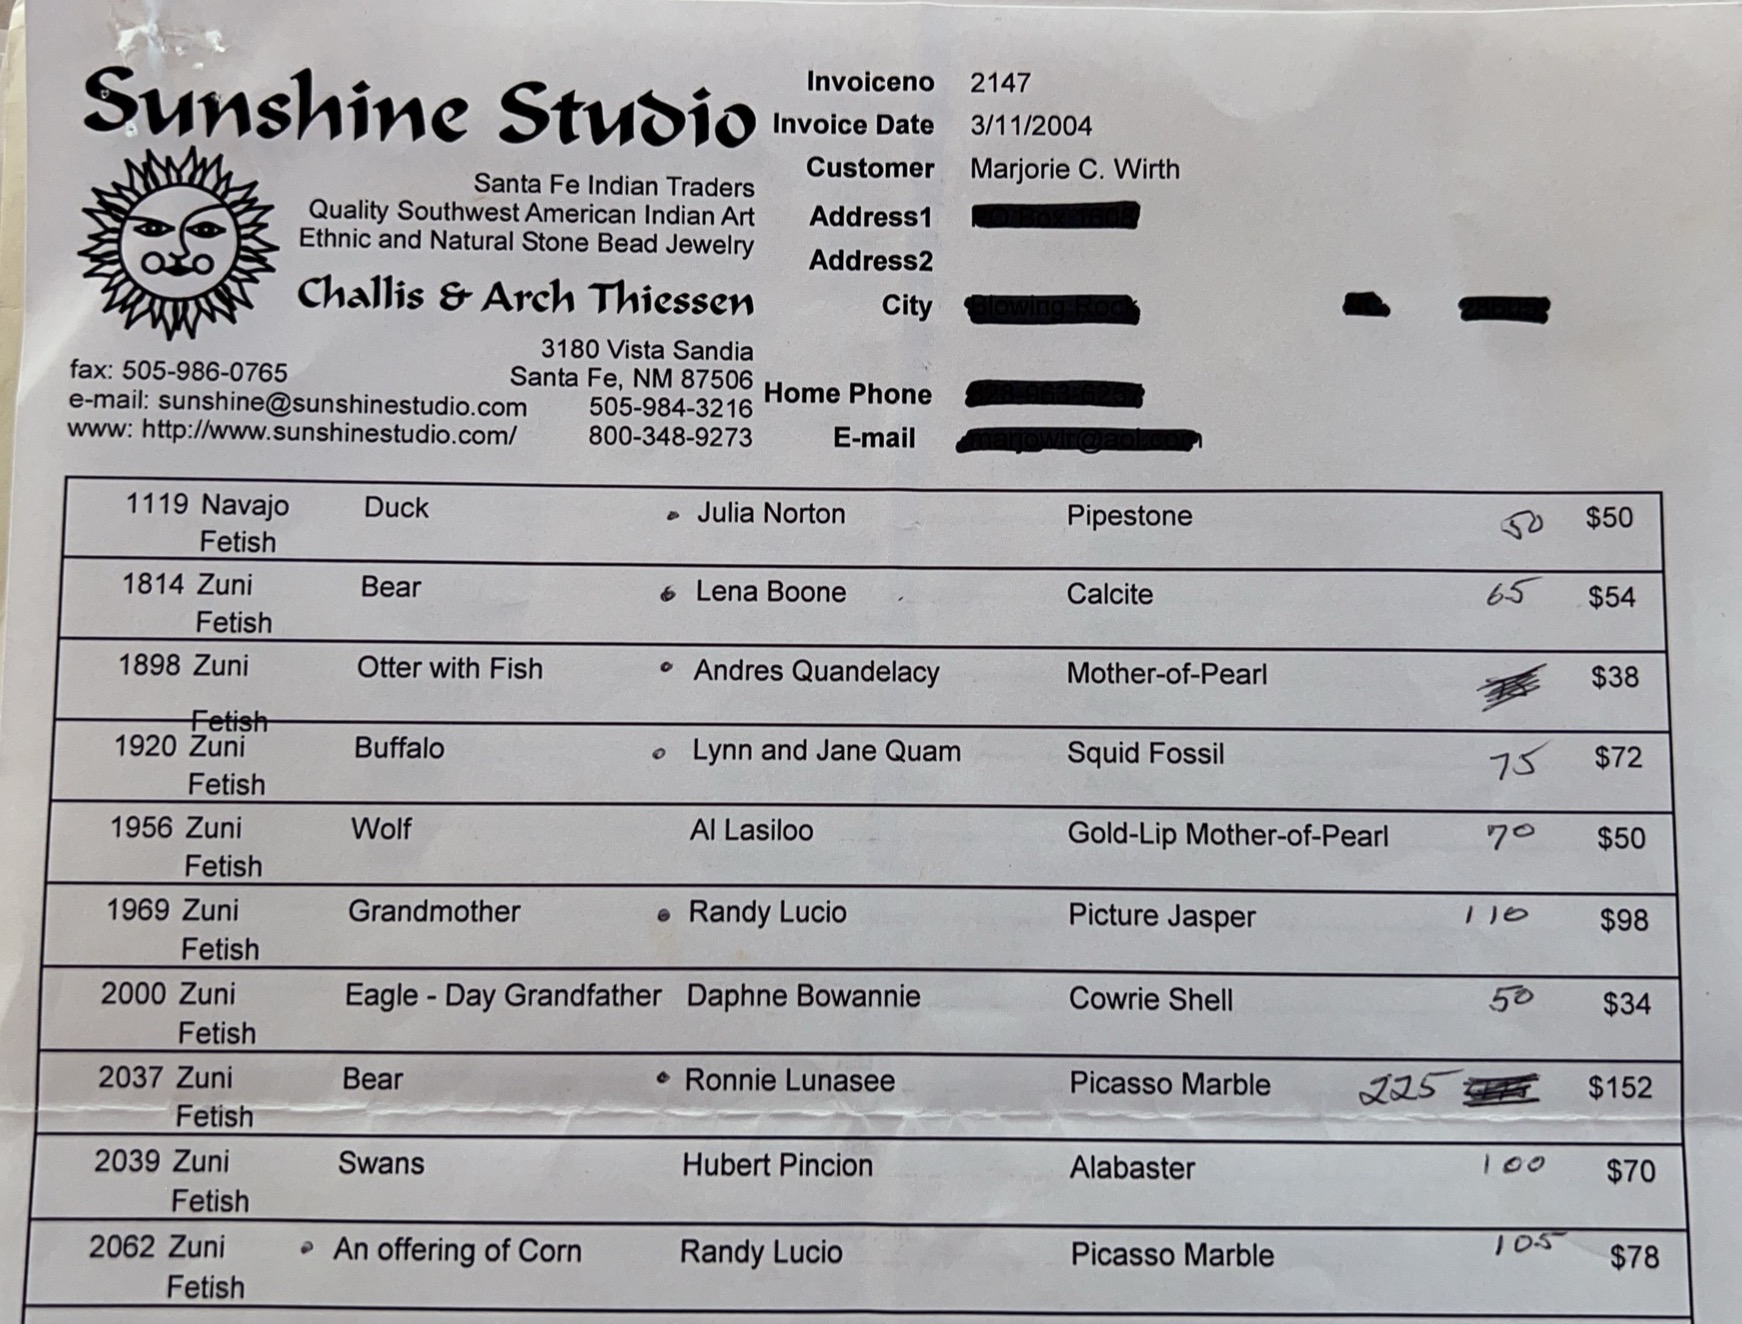 Sunshine Studio
Santa Fe Indian Traders
Quality Southwest American Indian Art
Ethnic and Natural Stone Bead Jewelry
Challis & Arch Thiessen
3180 Vista Sandia
Santa Fe, NM 87506
505-984-3216
800-348-9273
fax: 505-986-0765
e-mail: sunshine@sunshinestudio.com
www: http://www.sunshinestudio.com/
Invoiceno 2147
Invoice Date 3/11/2004
Customer Marjorie C. Wirth
Address1
Address2
City
Home Phone
E-mail
1119 Navajo Duck Julia Norton Pipestone 50 $50
Fetish
1814 Zuni Bear Lena Boone Calcite 65 $54
Fetish
1898 Zuni Otter with Fish Andres Quandelacy Mother-of-Pearl $38
Fetish
1920 Zuni Buffalo Lynn and Jane Quam Squid Fossil 75 $72
Fetish
1956 Zuni Wolf Al Lasiloo Gold-Lip Mother-of-Pearl 70 $50
Fetish
1969 Zuni Grandmother Randy Lucio Picture Jasper 110 $98
Fetish
2000 Zuni Eagle - Day Grandfather Daphne Bowannie Cowrie Shell 50 $34
Fetish
2037 Zuni Bear Ronnie Lunasee Picasso Marble 225 $152
Fetish
2039 Zuni Swans Hubert Pincion Alabaster 100 $70
Fetish
2062 Zuni An offering of Corn Randy Lucio Picasso Marble 105 $78
Fetish